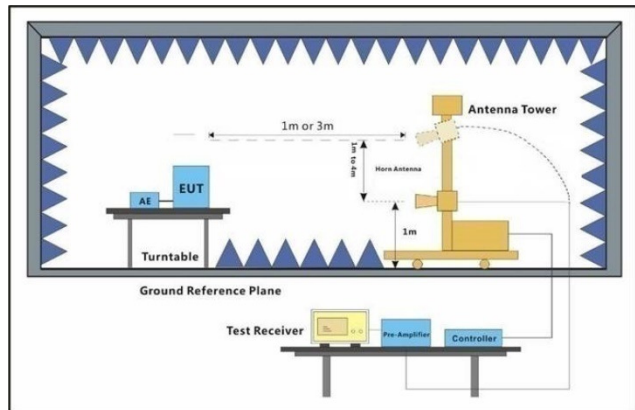 1m or 3m
Antenna Tower
1m to 4m
Horn Antenna
EUT
AE
1m
Turntable
Ground Reference Plane
Test Receiver
Pre-Amplifier
Controller